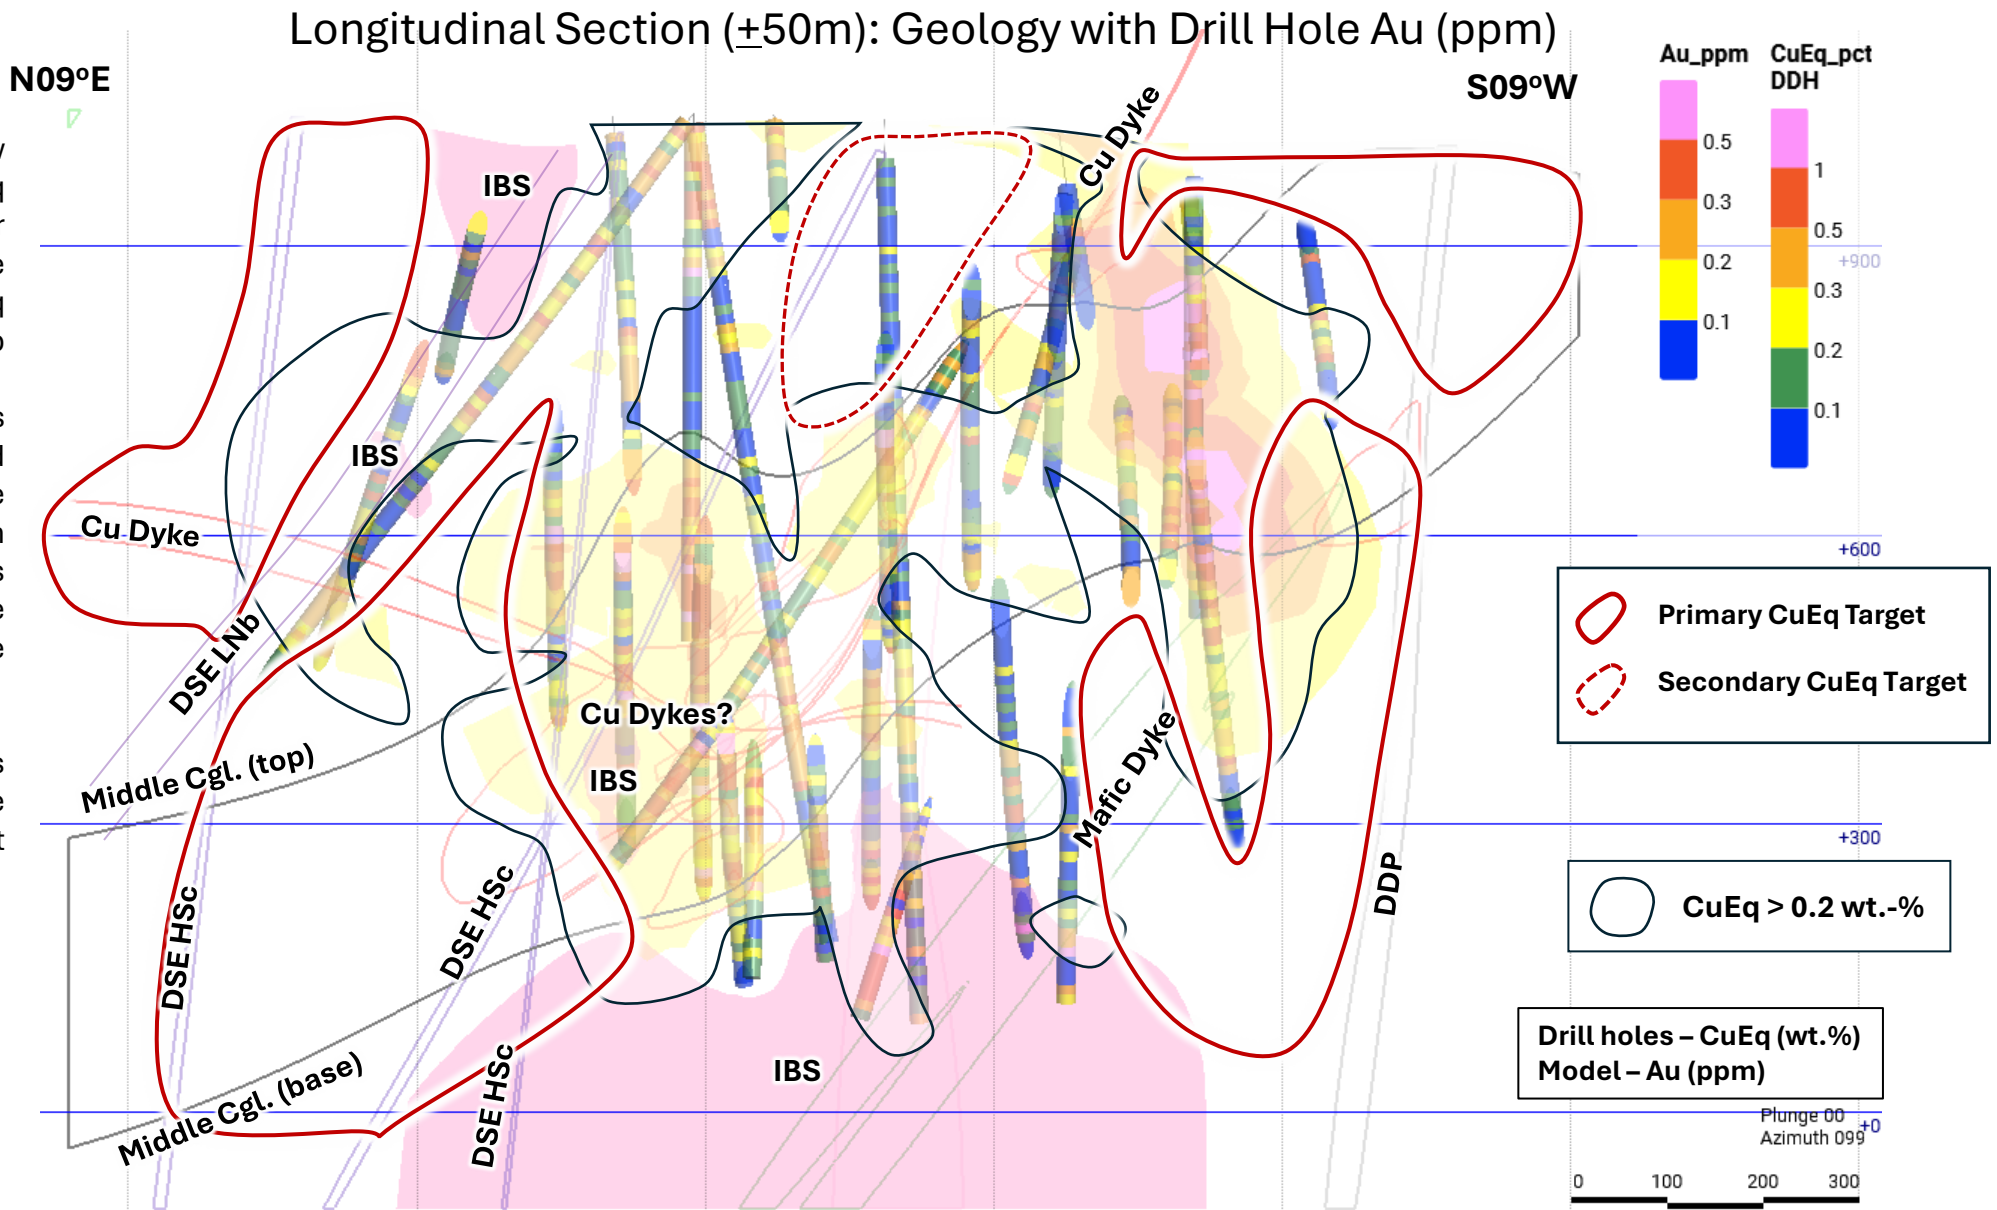 Longitudinal Section (±50m): Geology with Drill Hole Au (ppm)
N09ºE
S09ºW
Au_ppm
0.5
0.3
0.2
0.1
CuEq_pct
DDH
1
0.5
0.3
0.2
0.1
Cu Dyke
IBS
+900
IBS
Cu Dyke
+600
DSE LNb
Primary CuEq Target
Secondary CuEq Target
Cu Dykes?
IBS
Mafic Dyke
Middle Cgl. (top)
+300
DSE HSc
DSE HSc
DDP
CuEq > 0.2 wt.-%
Middle Cgl. (base)
DSE HSc
IBS
Drill holes – CuEq (wt.%)
Model – Au (ppm)
Plunge 00
Azimuth 099
+0
0 100 200 300